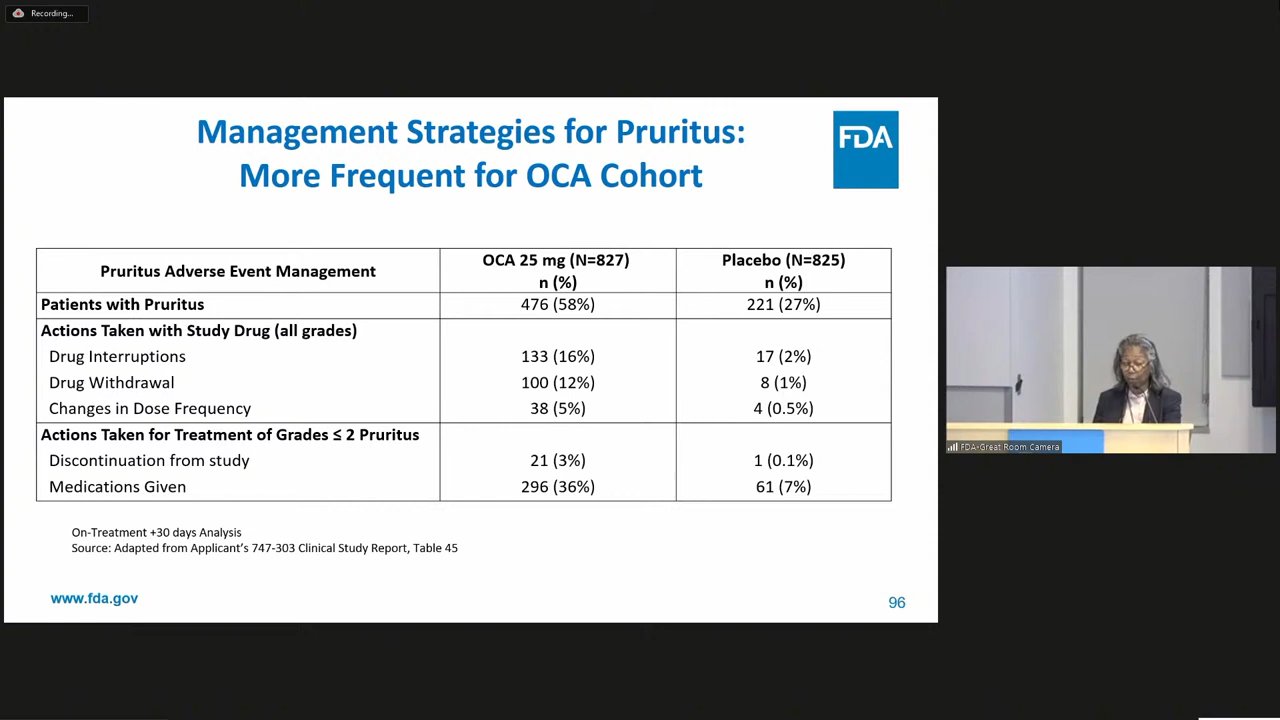 Recording...
Management Strategies for Pruritus:
More Frequent for OCA Cohort
FDA
Pruritus Adverse Event Management
OCA 25 mg (N=827)
n (%)
Placebo (N=825)
n (%)
Patients with Pruritus 476 (58%) 221 (27%)
Actions Taken with Study Drug (all grades)
Drug Interruptions 133 (16%) 17 (2%)
Drug Withdrawal 100 (12%) 8 (1%)
Changes in Dose Frequency 38 (5%) 4 (0.5%)
Actions Taken for Treatment of Grades ≤ 2 Pruritus
Discontinuation from study 21 (3%) 1 (0.1%)
Medications Given 296 (36%) 61 (7%)
On-Treatment +30 days Analysis
Source: Adapted from Applicant's 747-303 Clinical Study Report, Table 45
www.fda.gov
96
FDA-Great Room Camera